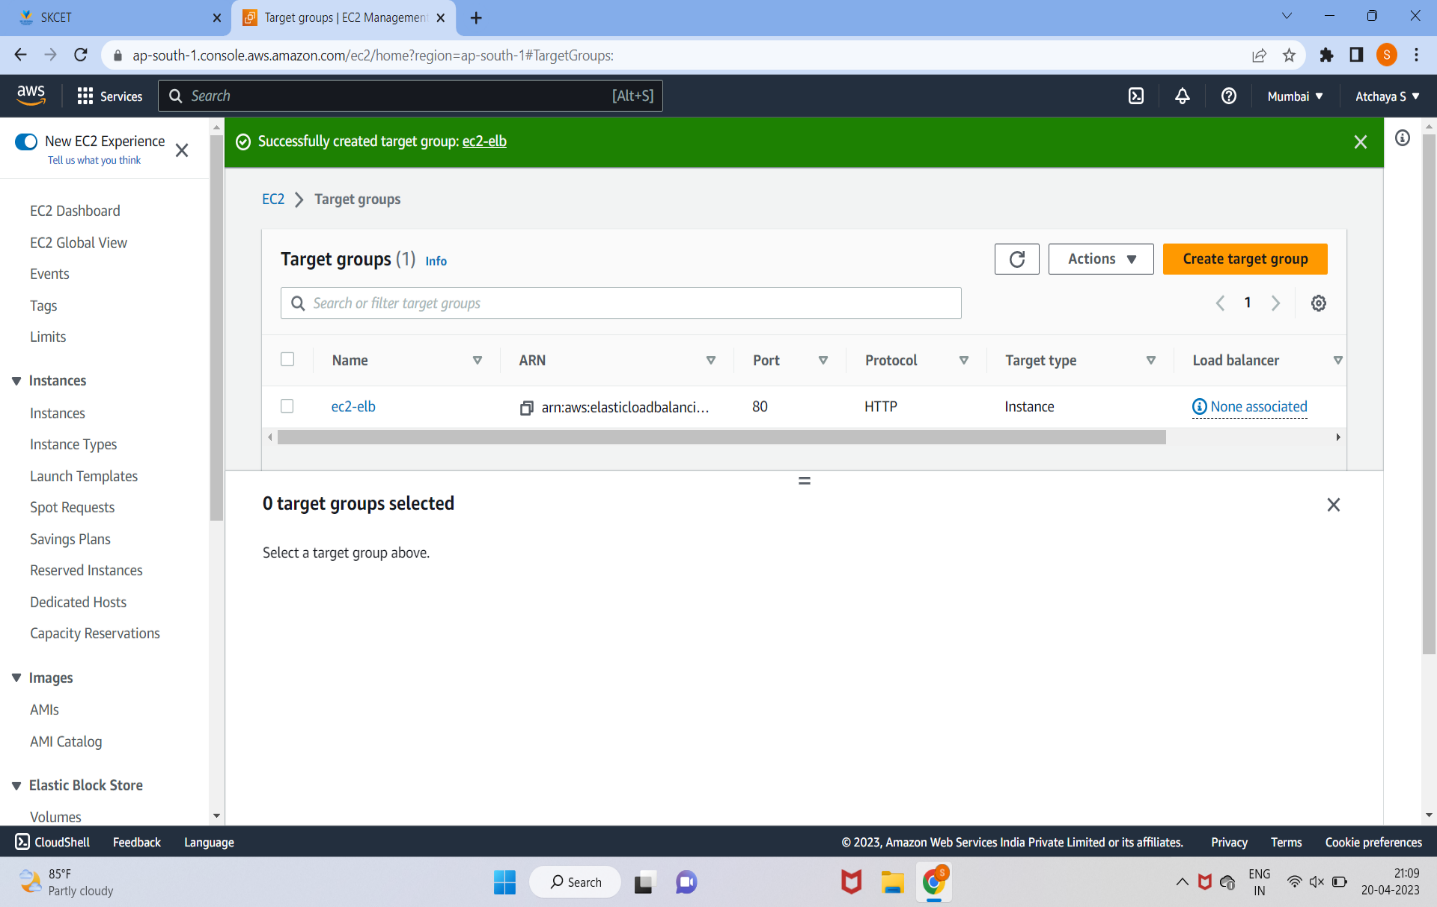 SKCET
Target groups | EC2 Management
ap-south-1.console.aws.amazon.com/ec2/home?region=ap-south-1#TargetGroups:
S
aws
Services
Search
[Alt+S]
Mumbai
Atchaya S
New EC2 Experience
Tell us what you think
EC2 Dashboard
EC2 Global View
Events
Tags
Limits
Instances
Instances
Instance Types
Launch Templates
Spot Requests
Savings Plans
Reserved Instances
Dedicated Hosts
Capacity Reservations
Images
AMIs
AMI Catalog
Elastic Block Store
Volumes
Successfully created target group: ec2-elb
EC2 > Target groups
Target groups (1) Info
Actions
Create target group
Search or filter target groups
1
Name ARN Port Protocol Target type Load balancer
ec2-elb arn:aws:elasticloadbalanci... 80 HTTP Instance None associated
0 target groups selected
Select a target group above.
CloudShell Feedback Language
© 2023, Amazon Web Services India Private Limited or its affiliates. Privacy Terms Cookie preferences
85°F
Partly cloudy
Search
S
ENG
IN
21:09
20-04-2023